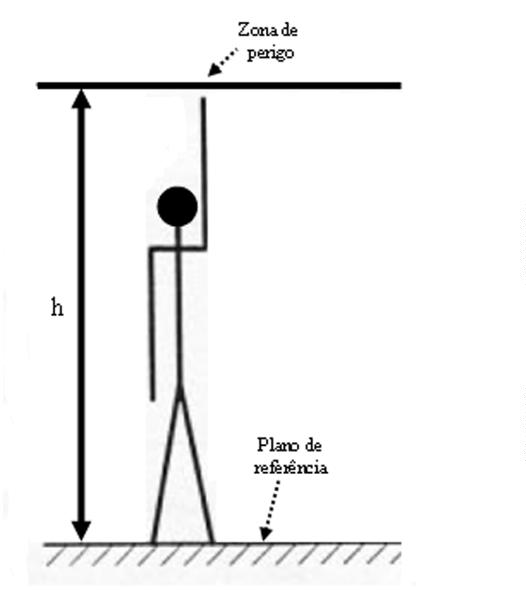 Zona de
perigo
h
Plano de
referência